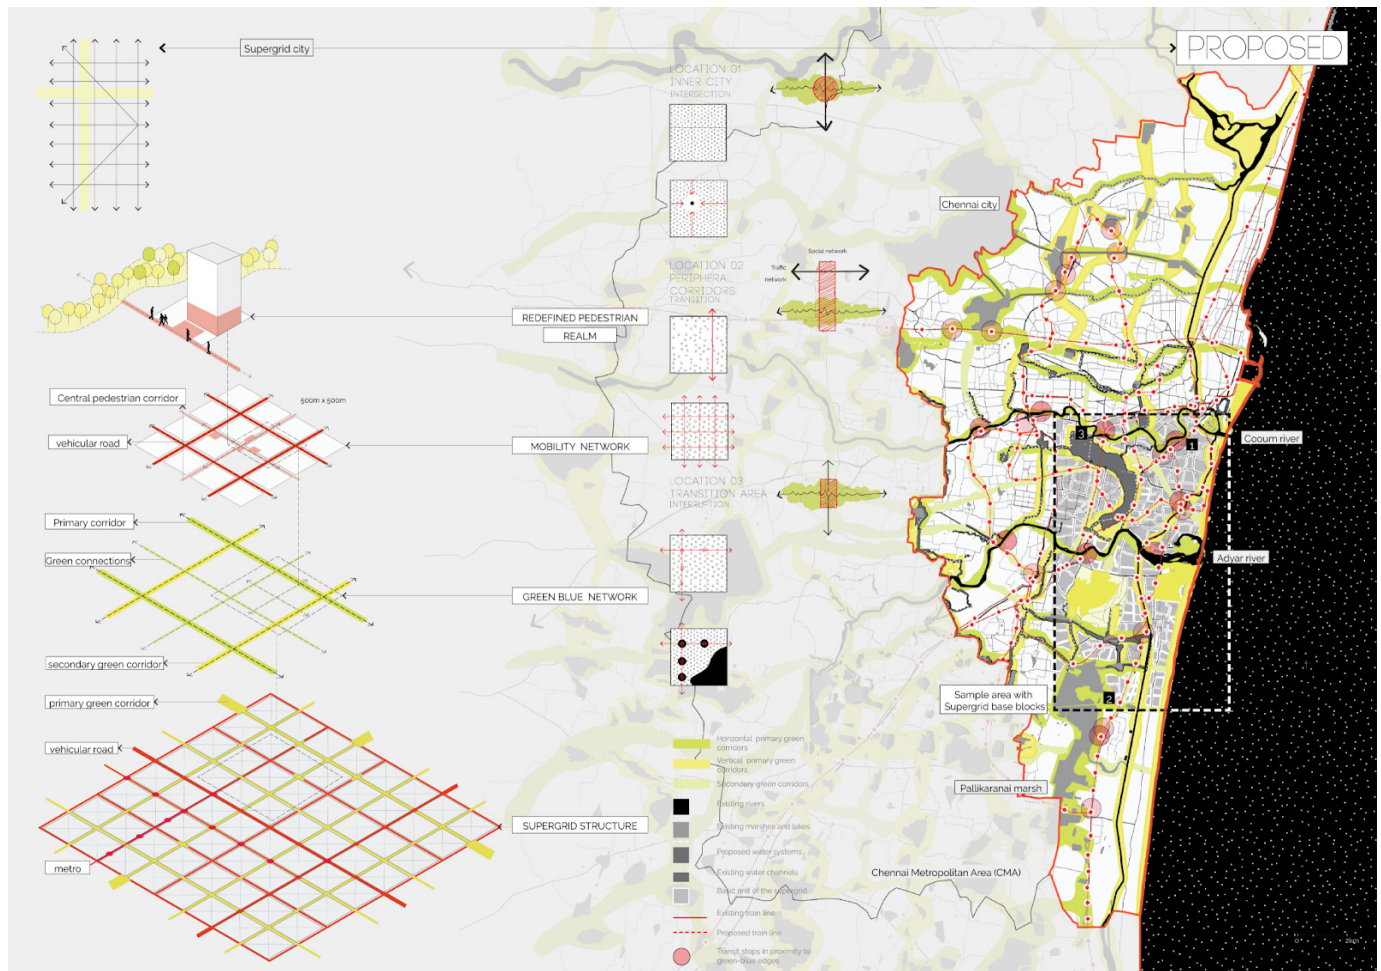 Supergrid city
PROPOSED
LOCATION 01
INNER CITY
INTERSECTION
Chennai city
Social network
Traffic
network
LOCATION 02
PERIPHERAL
CORRIDORS
TRANSITION
REDEFINED PEDESTRIAN
REALM
Central pedestrian corridor
500m x 500m
vehicular road
MOBILITY NETWORK
3
1
Cooum river
LOCATION 03
TRANSITION AREA
INTERRUPTION
Primary corridor
Green connections
Adyar river
GREEN BLUE NETWORK
secondary green corridor
primary green corridor
Sample area with
Supergrid base blocks
2
vehicular road
Horizontal primary green
corridors
Vertical primary green
corridors
Secondary green corridors
Pallikaranai marsh
Existing rivers
SUPERGRID STRUCTURE
Existing marshes and lakes
Proposed water systems
metro
Existing water channels
Chennai Metropolitan Area (CMA)
Basic unit of the supergrid
Existing train line
Proposed train line
Transit stops in proximity to
green-blue edges